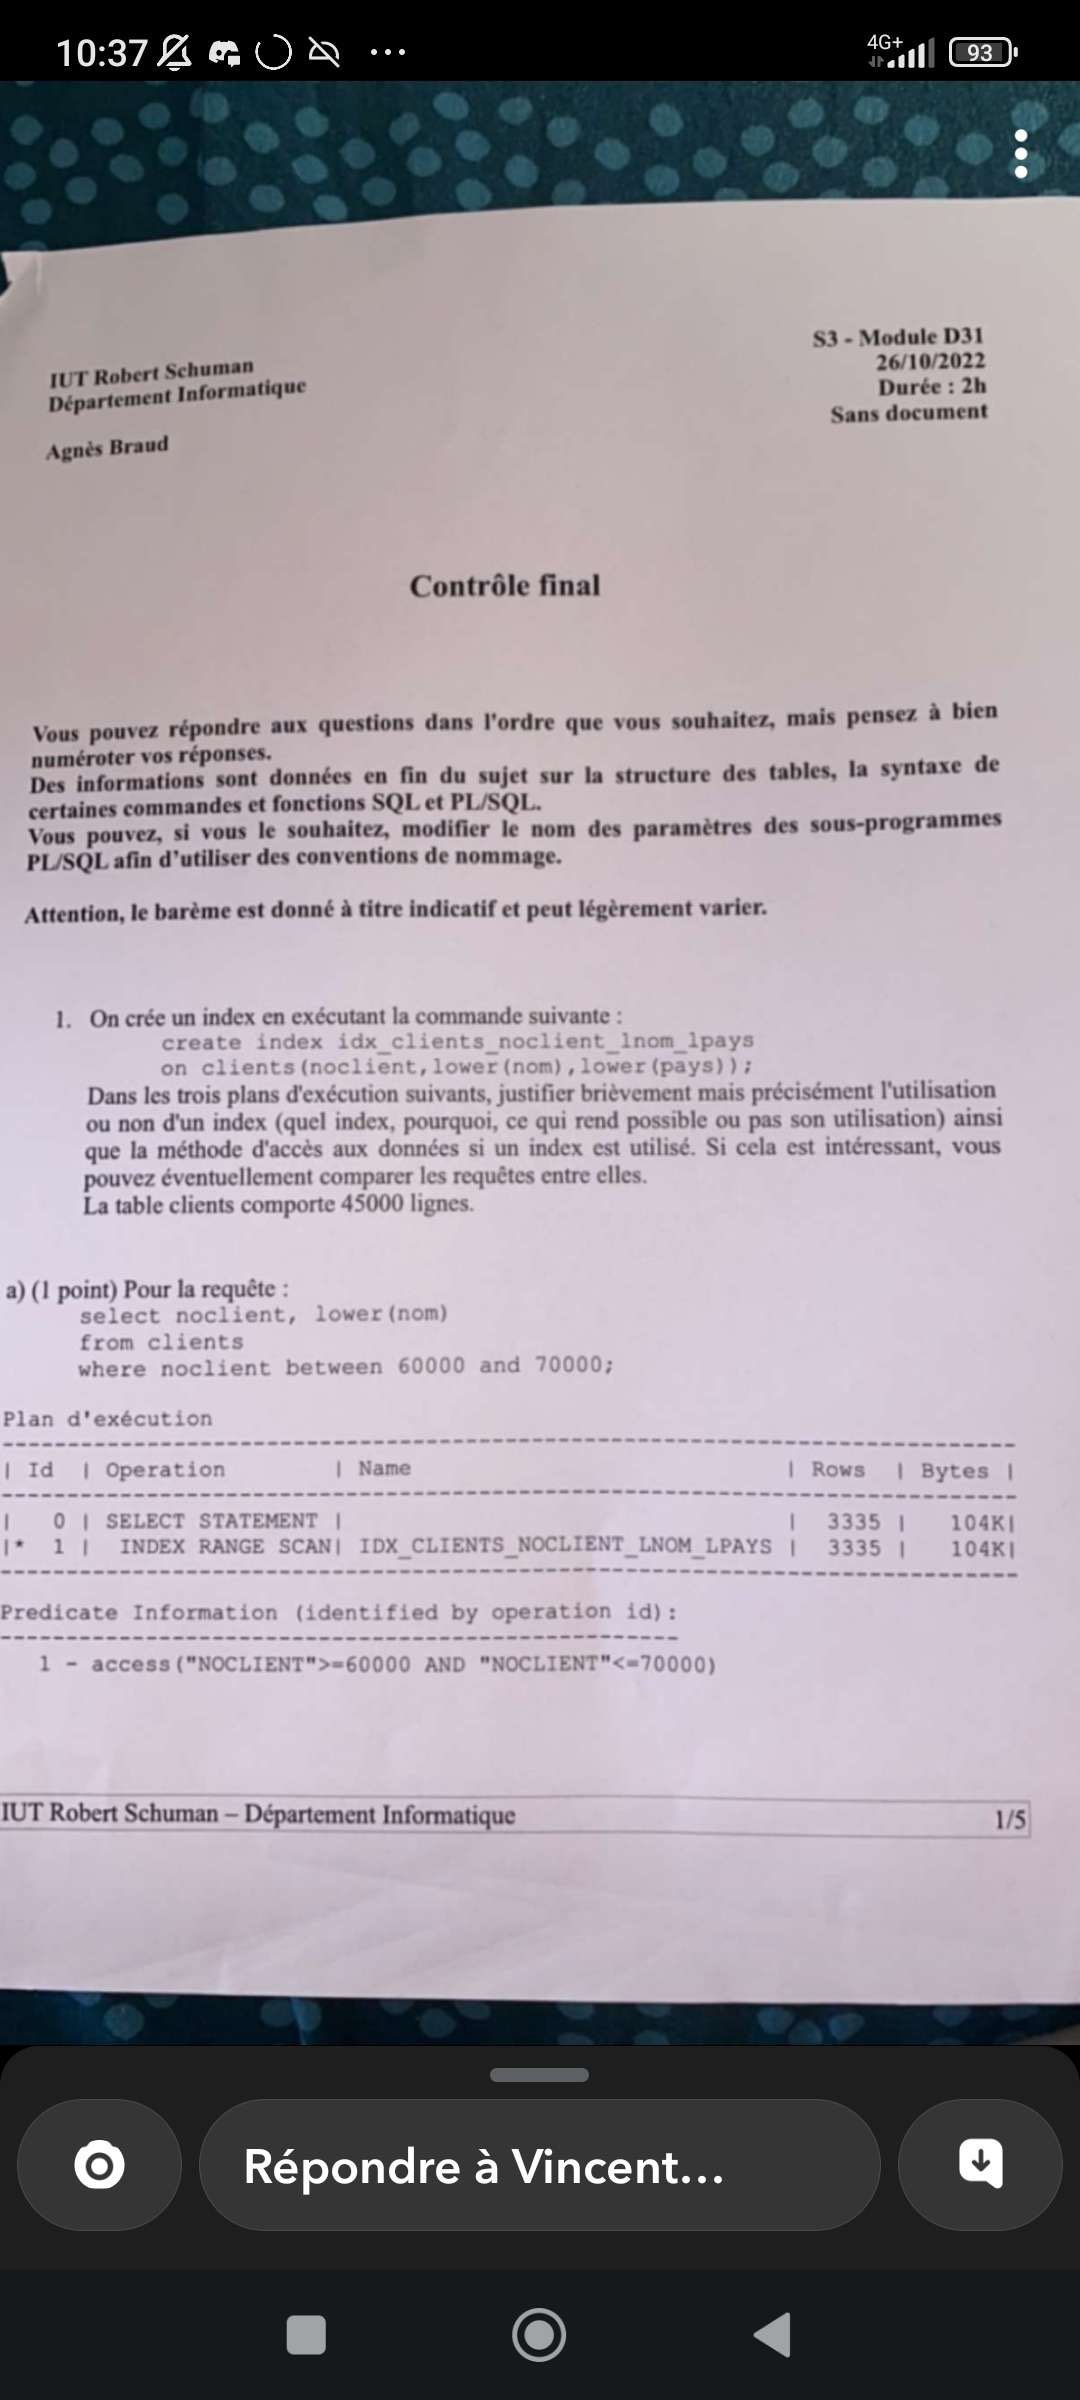 10:37
4G+
93
IUT Robert Schuman
Département Informatique
Agnès Braud
S3 - Module D31
26/10/2022
Durée : 2h
Sans document
Contrôle final
Vous pouvez répondre aux questions dans l'ordre que vous souhaitez, mais pensez à bien
numéroter vos réponses.
Des informations sont données en fin du sujet sur la structure des tables, la syntaxe de
certaines commandes et fonctions SQL et PL/SQL.
Vous pouvez, si vous le souhaitez, modifier le nom des paramètres des sous-programmes
PL/SQL afin d'utiliser des conventions de nommage.
Attention, le barème est donné à titre indicatif et peut légèrement varier.
1. On crée un index en exécutant la commande suivante :
create index idx_clients_noclient_lnom_lpays
on clients(noclient,lower(nom),lower(pays));
Dans les trois plans d'exécution suivants, justifier brièvement mais précisément l'utilisation
ou non d'un index (quel index, pourquoi, ce qui rend possible ou pas son utilisation) ainsi
que la méthode d'accès aux données si un index est utilisé. Si cela est intéressant, vous
pouvez éventuellement comparer les requêtes entre elles.
La table clients comporte 45000 lignes.
a) (1 point) Pour la requête :
select noclient, lower(nom)
from clients
where noclient between 60000 and 70000;
Plan d'exécution
--------------------------------------------------------------------------------
| Id | Operation | Name | Rows | Bytes |
--------------------------------------------------------------------------------
| 0 | SELECT STATEMENT | | 3335 | 104K|
|* 1 | INDEX RANGE SCAN| IDX_CLIENTS_NOCLIENT_LNOM_LPAYS | 3335 | 104K|
--------------------------------------------------------------------------------
Predicate Information (identified by operation id):
---------------------------------------------------
1 - access("NOCLIENT">=60000 AND "NOCLIENT"<=70000)
IUT Robert Schuman – Département Informatique
1/5
Répondre à Vincent...